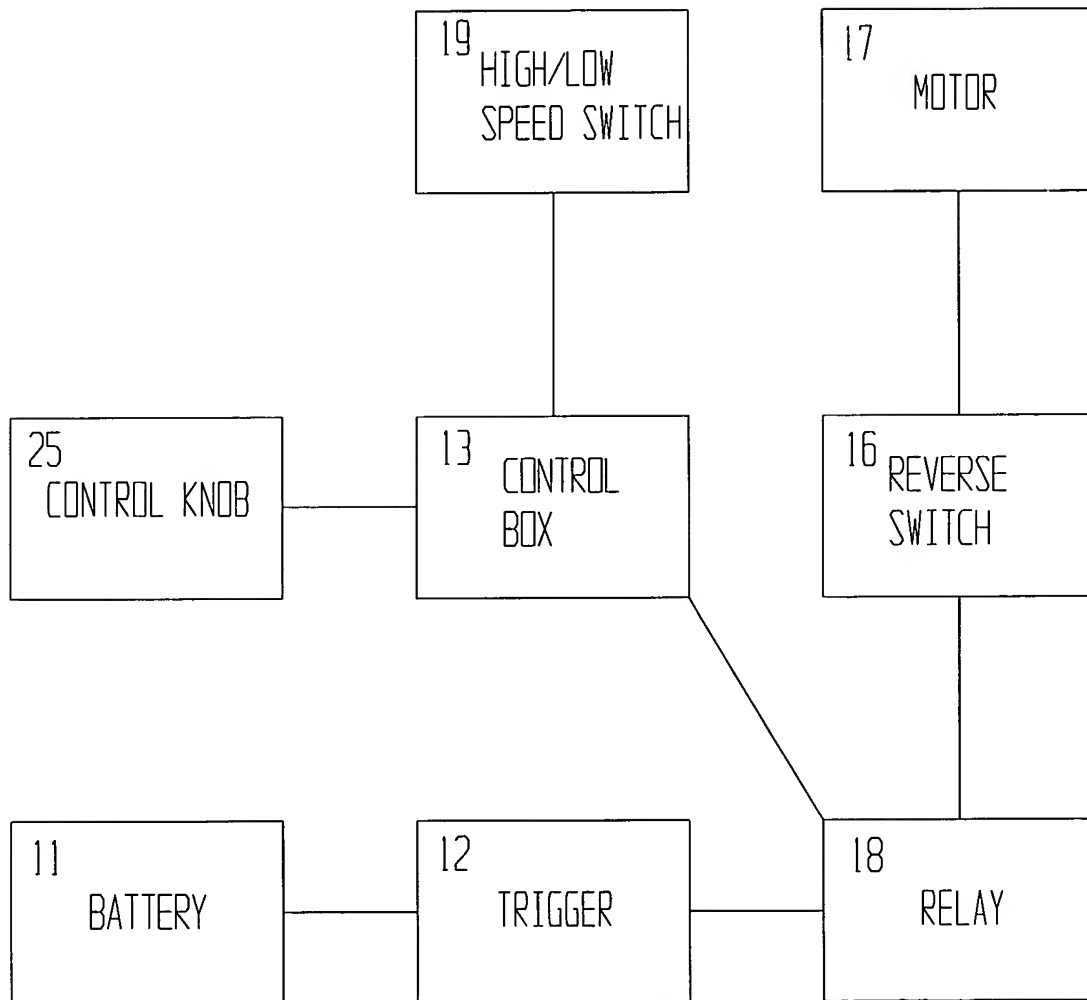 19
HIGH/LOW
SPEED SWITCH
17
MOTOR
25
CONTROL KNOB
13
CONTROL
BOX
16
REVERSE
SWITCH
11
BATTERY
12
TRIGGER
18
RELAY